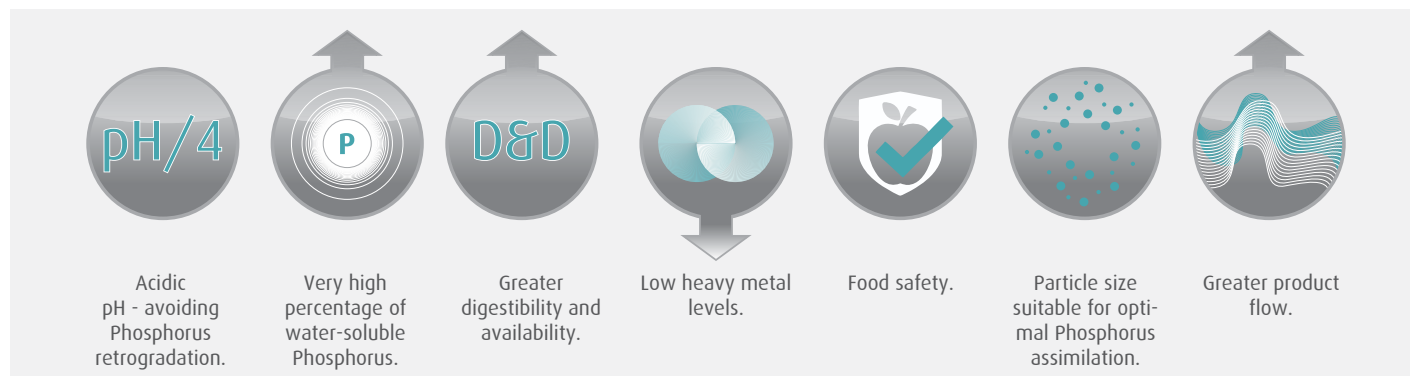 pH/4
P
D&D
Acidic
pH - avoiding
Phosphorus
retrogradation.
Very high
percentage of
water-soluble
Phosphorus.
Greater
digestibility and
availability.
Low heavy metal
levels.
Food safety.
Particle size
suitable for opti-
mal Phosphorus
assimilation.
Greater product
flow.